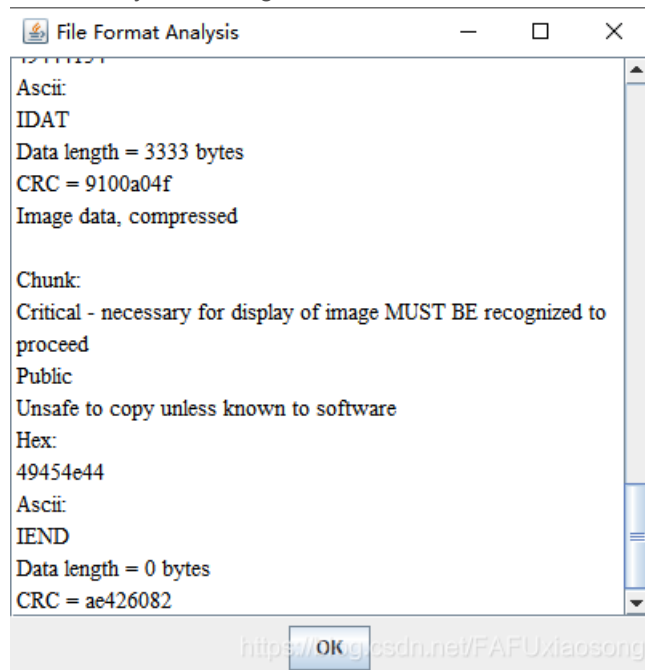 File Format Analysis
Ascii:
IDAT
Data length = 3333 bytes
CRC = 9100a04f
Image data, compressed
Chunk:
Critical - necessary for display of image MUST BE recognized to
proceed
Public
Unsafe to copy unless known to software
Hex:
49454e44
Ascii:
IEND
Data length = 0 bytes
CRC = ae426082
OK
csdn.net/FAFUxiaosong